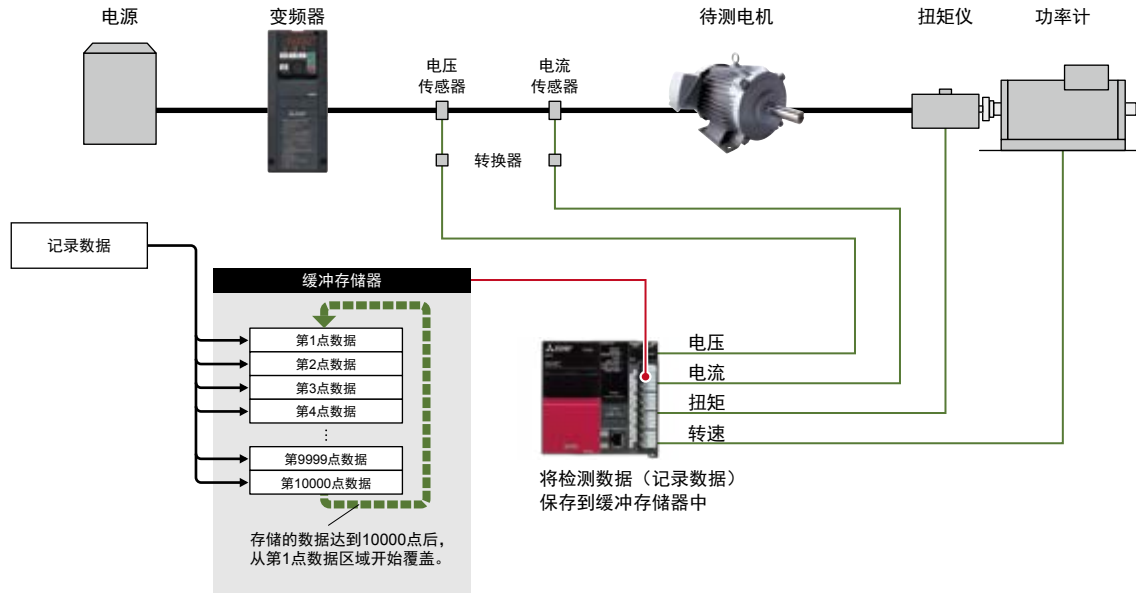 电源
变频器
待测电机
扭矩仪
功率计
电压
传感器
电流
传感器
转换器
记录数据
缓冲存储器
第1点数据
第2点数据
第3点数据
第4点数据
⋮
第9999点数据
第10000点数据
存储的数据达到10000点后，
从第1点数据区域开始覆盖。
电压
电流
扭矩
转速
将检测数据（记录数据）
保存到缓冲存储器中